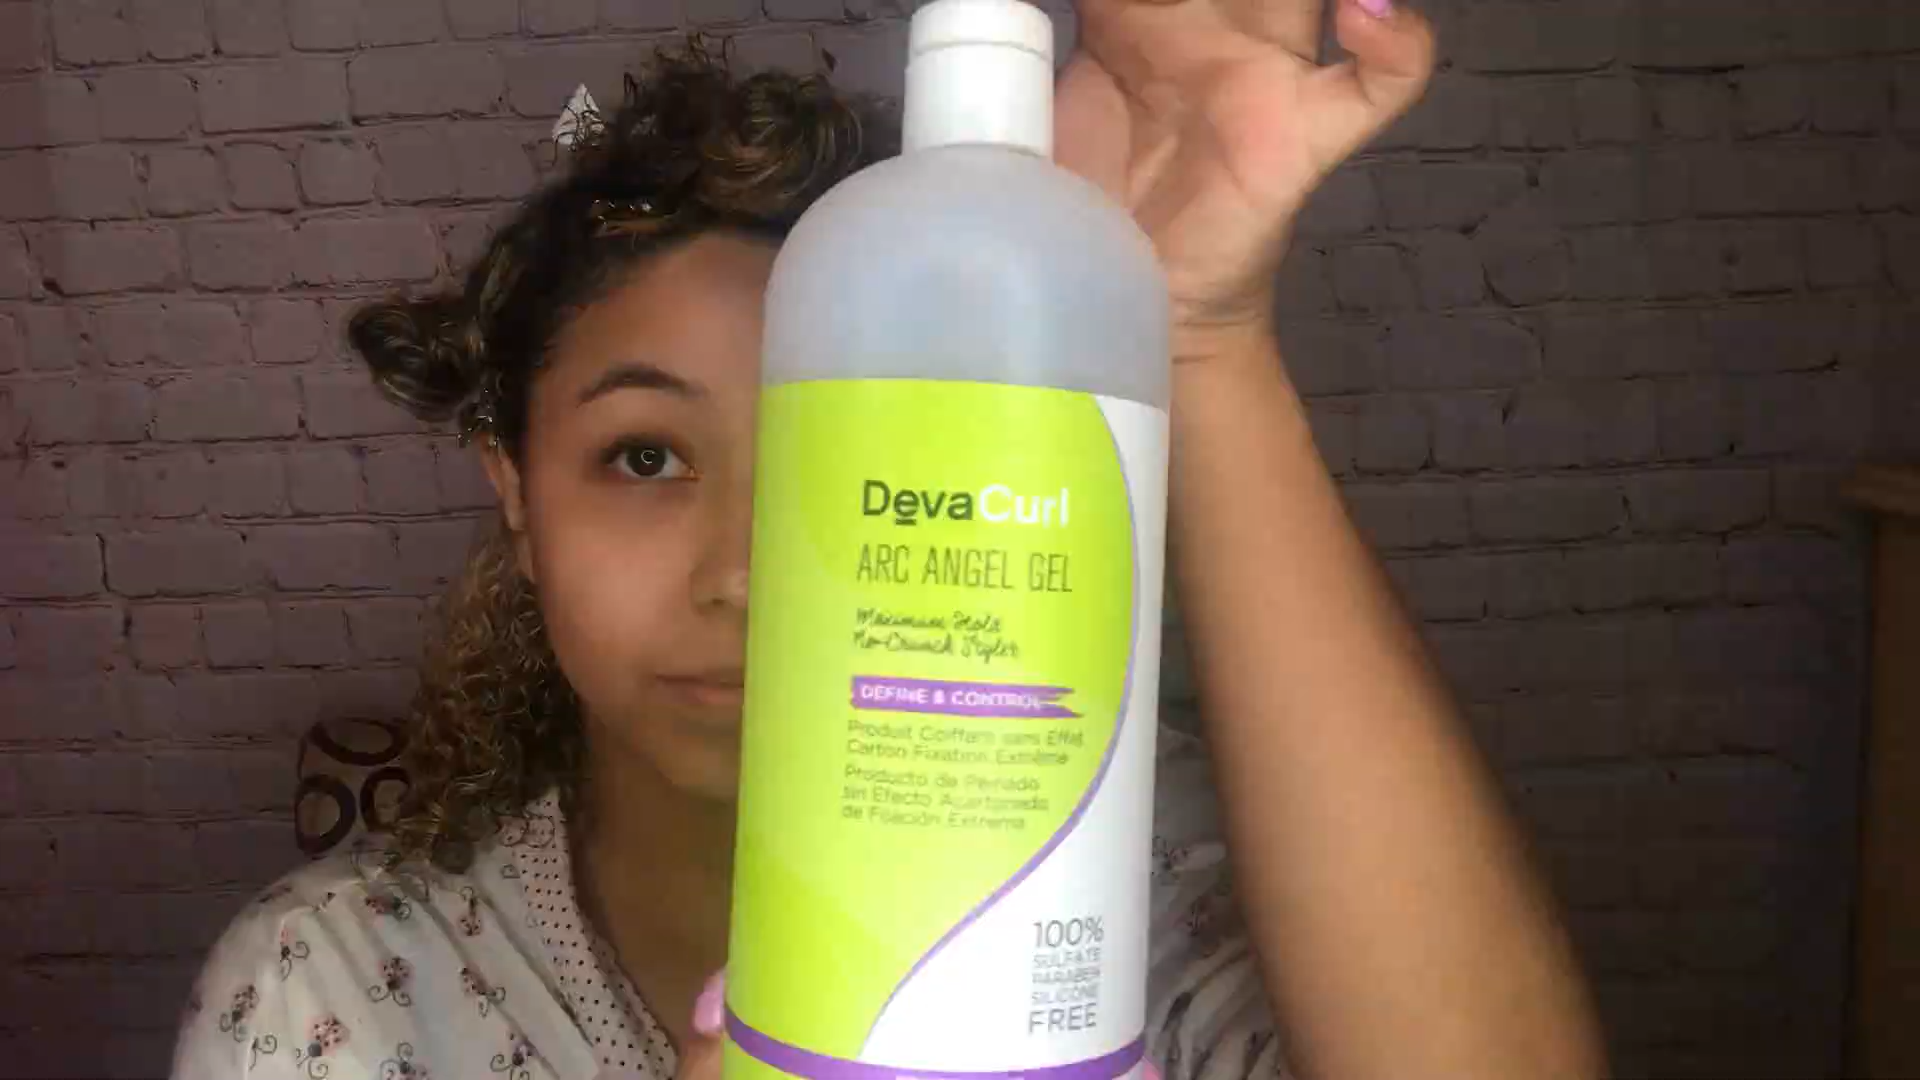 DevaCurl
ARC ANGEL GEL
Maximum Hold
No-Crunch Styler
DEFINE & CONTROL
Produit Coiffant sans Effet
Carton Fixation Extrême
Producto de Peinado
sin Efecto Acartonado
de Fijación Extrema
100%
SULFATE
PARABEN
SILICONE
FREE